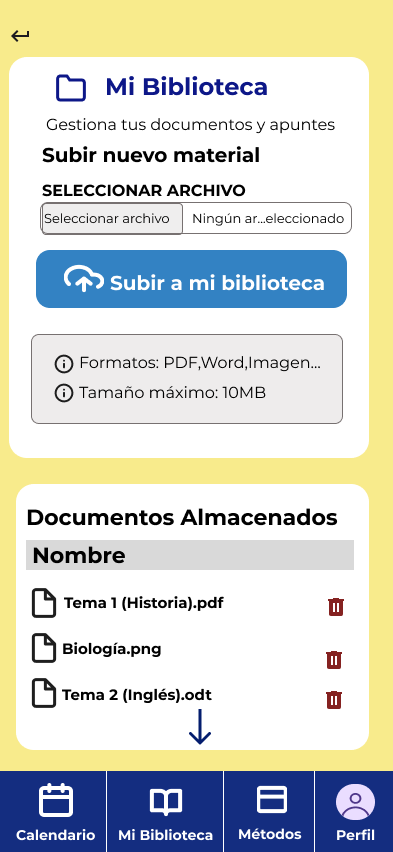 Mi Biblioteca
Gestiona tus documentos y apuntes
Subir nuevo material
SELECCIONAR ARCHIVO
Seleccionar archivo Ningún ar...eleccionado
Subir a mi biblioteca
Formatos: PDF,Word,Imagen...
Tamaño máximo: 10MB
Documentos Almacenados
Nombre
Tema 1 (Historia).pdf
Biología.png
Tema 2 (Inglés).odt
Calendario Mi Biblioteca Métodos Perfil